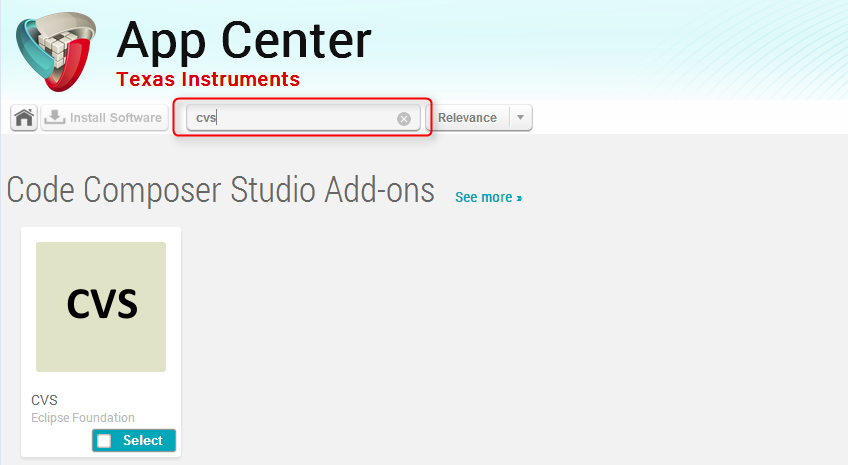 App Center
Texas Instruments
Install Software
cvs
Relevance
Code Composer Studio Add-ons
See more »
CVS
CVS
Eclipse Foundation
Select